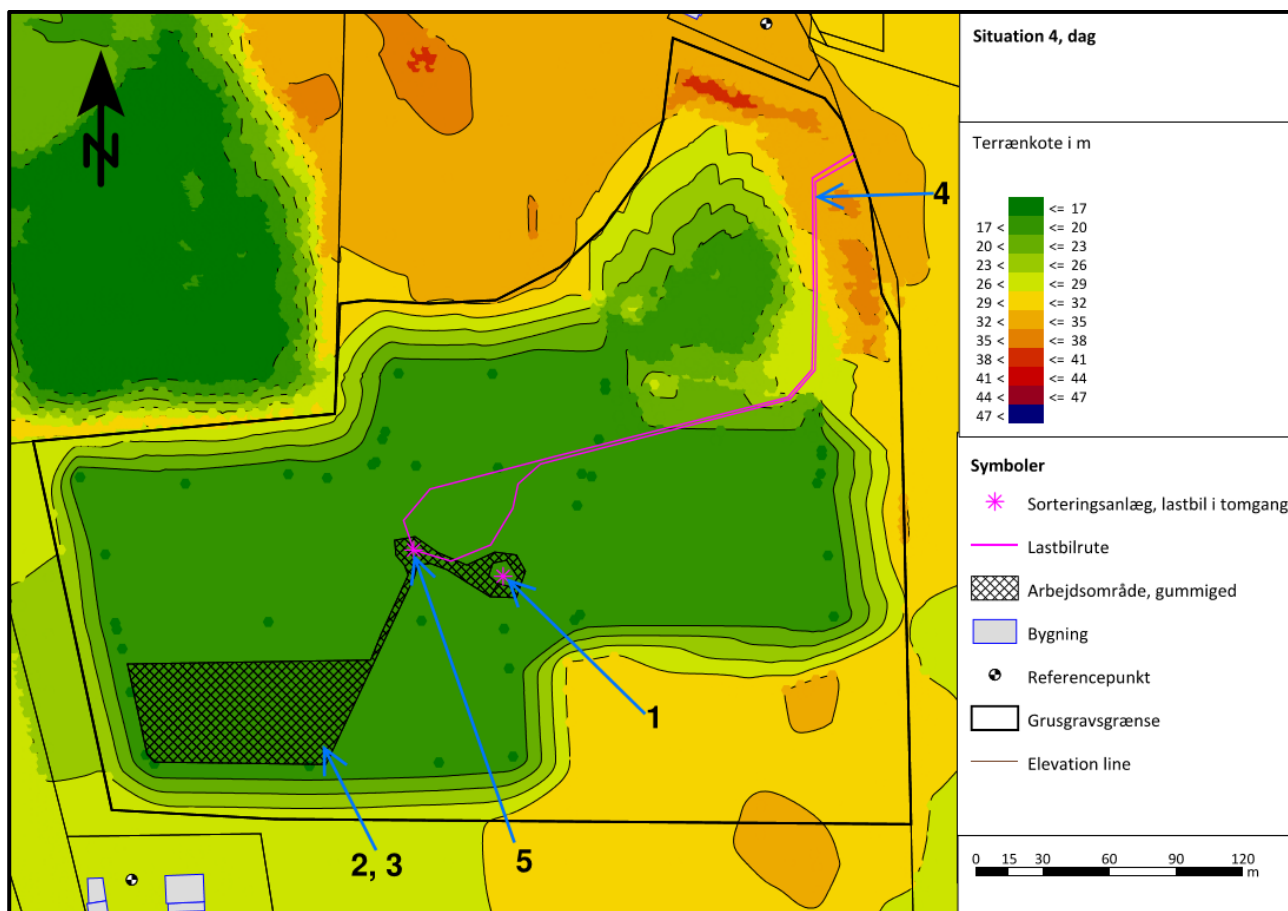 Situation 4, dag
Terrænkote i m
<= 17
17 < <= 20
20 < <= 23
23 < <= 26
26 < <= 29
29 < <= 32
32 < <= 35
35 < <= 38
38 < <= 41
41 < <= 44
44 < <= 47
47 <
Symboler
Sorteringsanlæg, lastbil i tomgang
Lastbilrute
Arbejdsområde, gummiged
Bygning
Referencepunkt
Grusgravsgrænse
Elevation line
0 15 30 60 90 120
m
N
4
1
2, 3
5